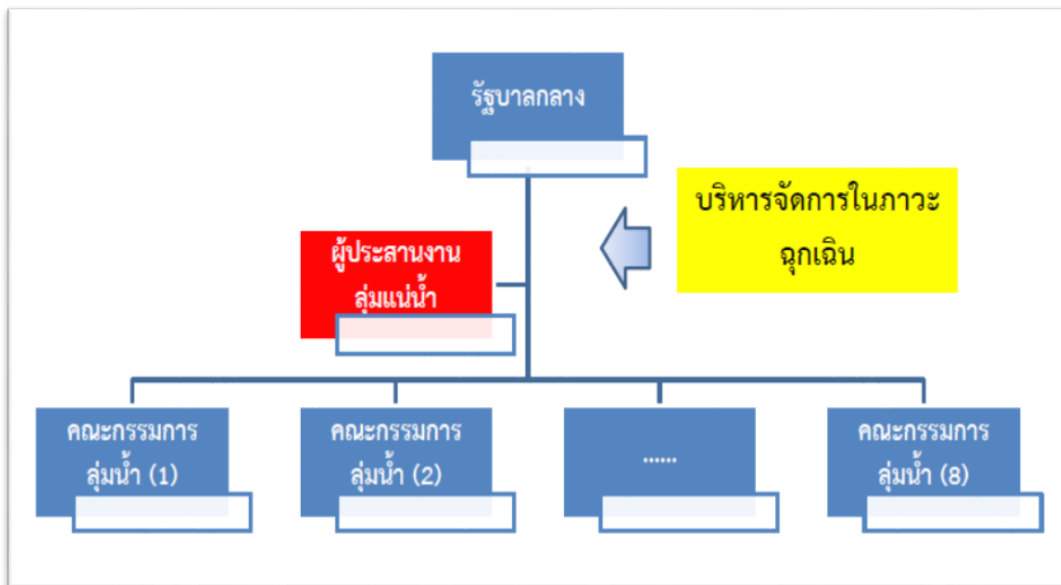 รัฐบาลกลาง
บริหารจัดการในภาวะ
ฉุกเฉิน
ผู้ประสานงาน
ลุ่มแน่น้ำ
คณะกรรมการ
ลุ่มน้ำ (1)
คณะกรรมการ
ลุ่มน้ำ (2)
......
คณะกรรมการ
ลุ่มน้ำ (8)